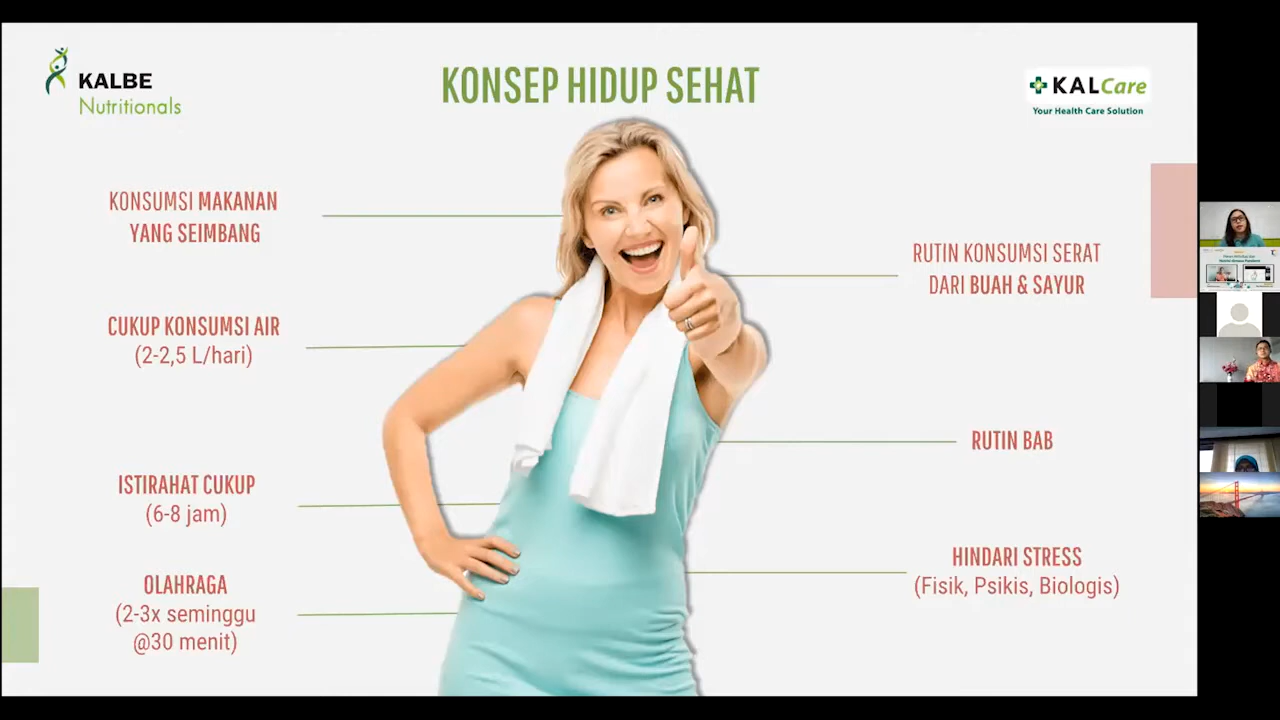 KALBE
Nutritionals
KONSEP HIDUP SEHAT
KALCare
Your Health Care Solution
KONSUMSI MAKANAN
YANG SEIMBANG
CUKUP KONSUMSI AIR
(2-2,5 L/hari)
ISTIRAHAT CUKUP
(6-8 jam)
OLAHRAGA
(2-3x seminggu
@30 menit)
RUTIN KONSUMSI SERAT
DARI BUAH & SAYUR
RUTIN BAB
HINDARI STRESS
(Fisik, Psikis, Biologis)